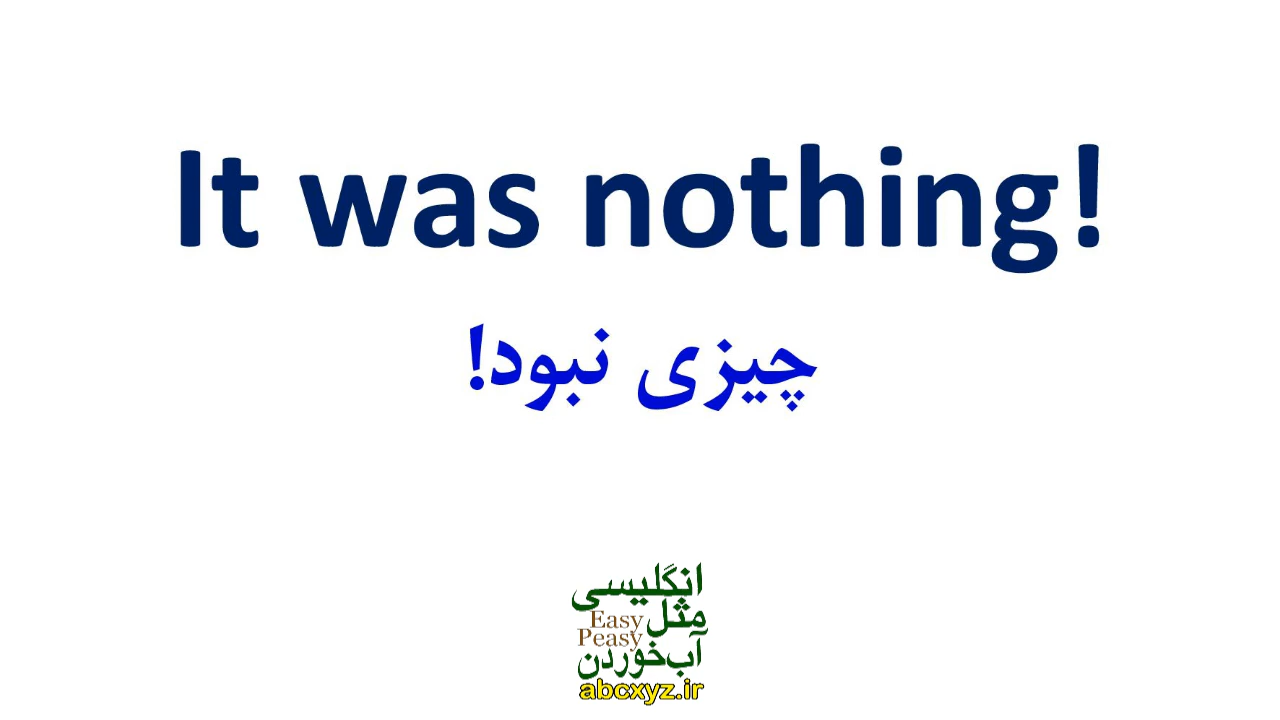 It was nothing!
چیزی نبود!
انگلیسی
مثل
Easy
Peasy
آب‌خوردن
abcxyz.ir